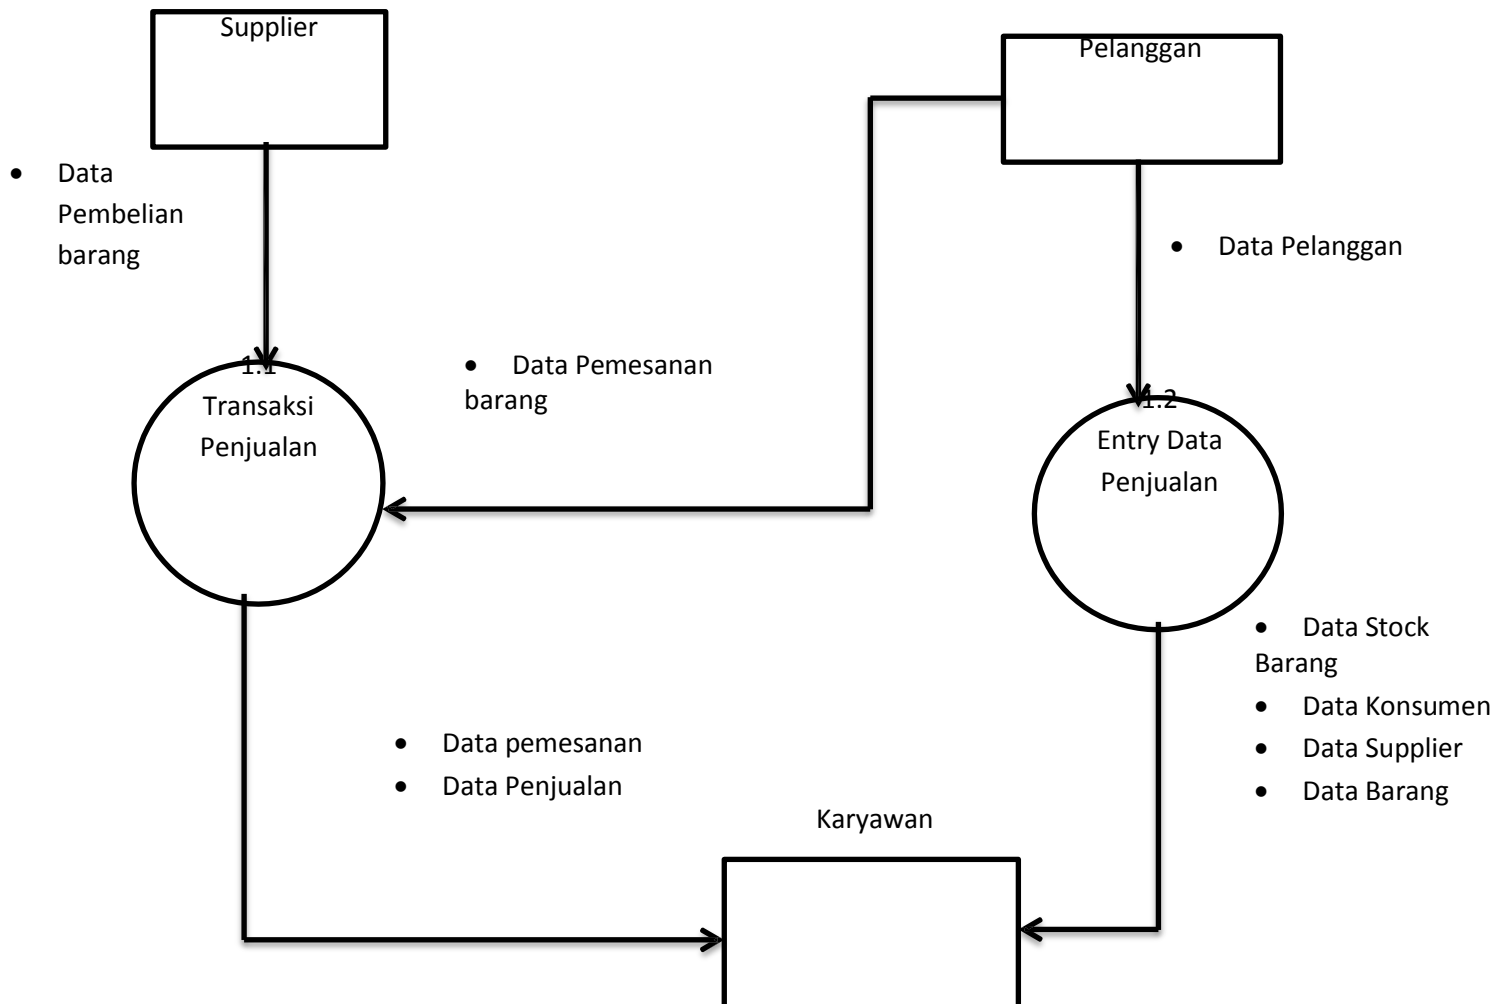 Supplier
Pelanggan
• Data
Pembelian
barang
• Data Pelanggan
1.1
Transaksi
Penjualan
• Data Pemesanan
barang
1.2
Entry Data
Penjualan
• Data Stock
Barang
• Data Konsumen
• Data Supplier
• Data Barang
• Data pemesanan
• Data Penjualan
Karyawan